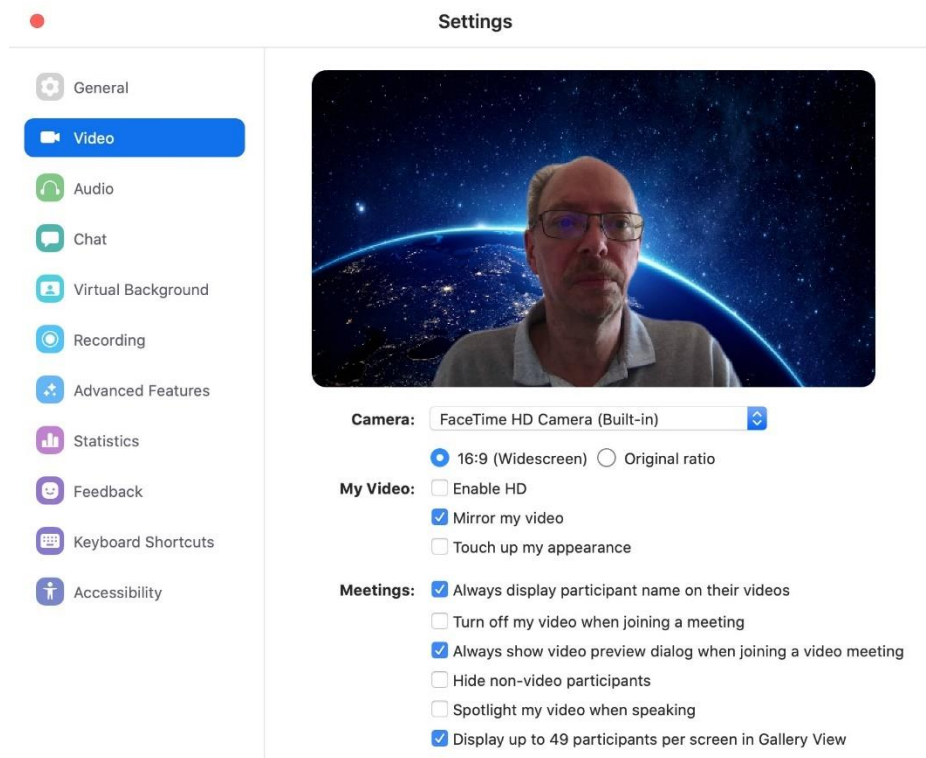 Settings
General
Video
Audio
Chat
Virtual Background
Recording
Advanced Features
Statistics
Feedback
Keyboard Shortcuts
Accessibility
Camera: FaceTime HD Camera (Built-in)
16:9 (Widescreen) Original ratio
My Video: Enable HD
Mirror my video
Touch up my appearance
Meetings: Always display participant name on their videos
Turn off my video when joining a meeting
Always show video preview dialog when joining a video meeting
Hide non-video participants
Spotlight my video when speaking
Display up to 49 participants per screen in Gallery View